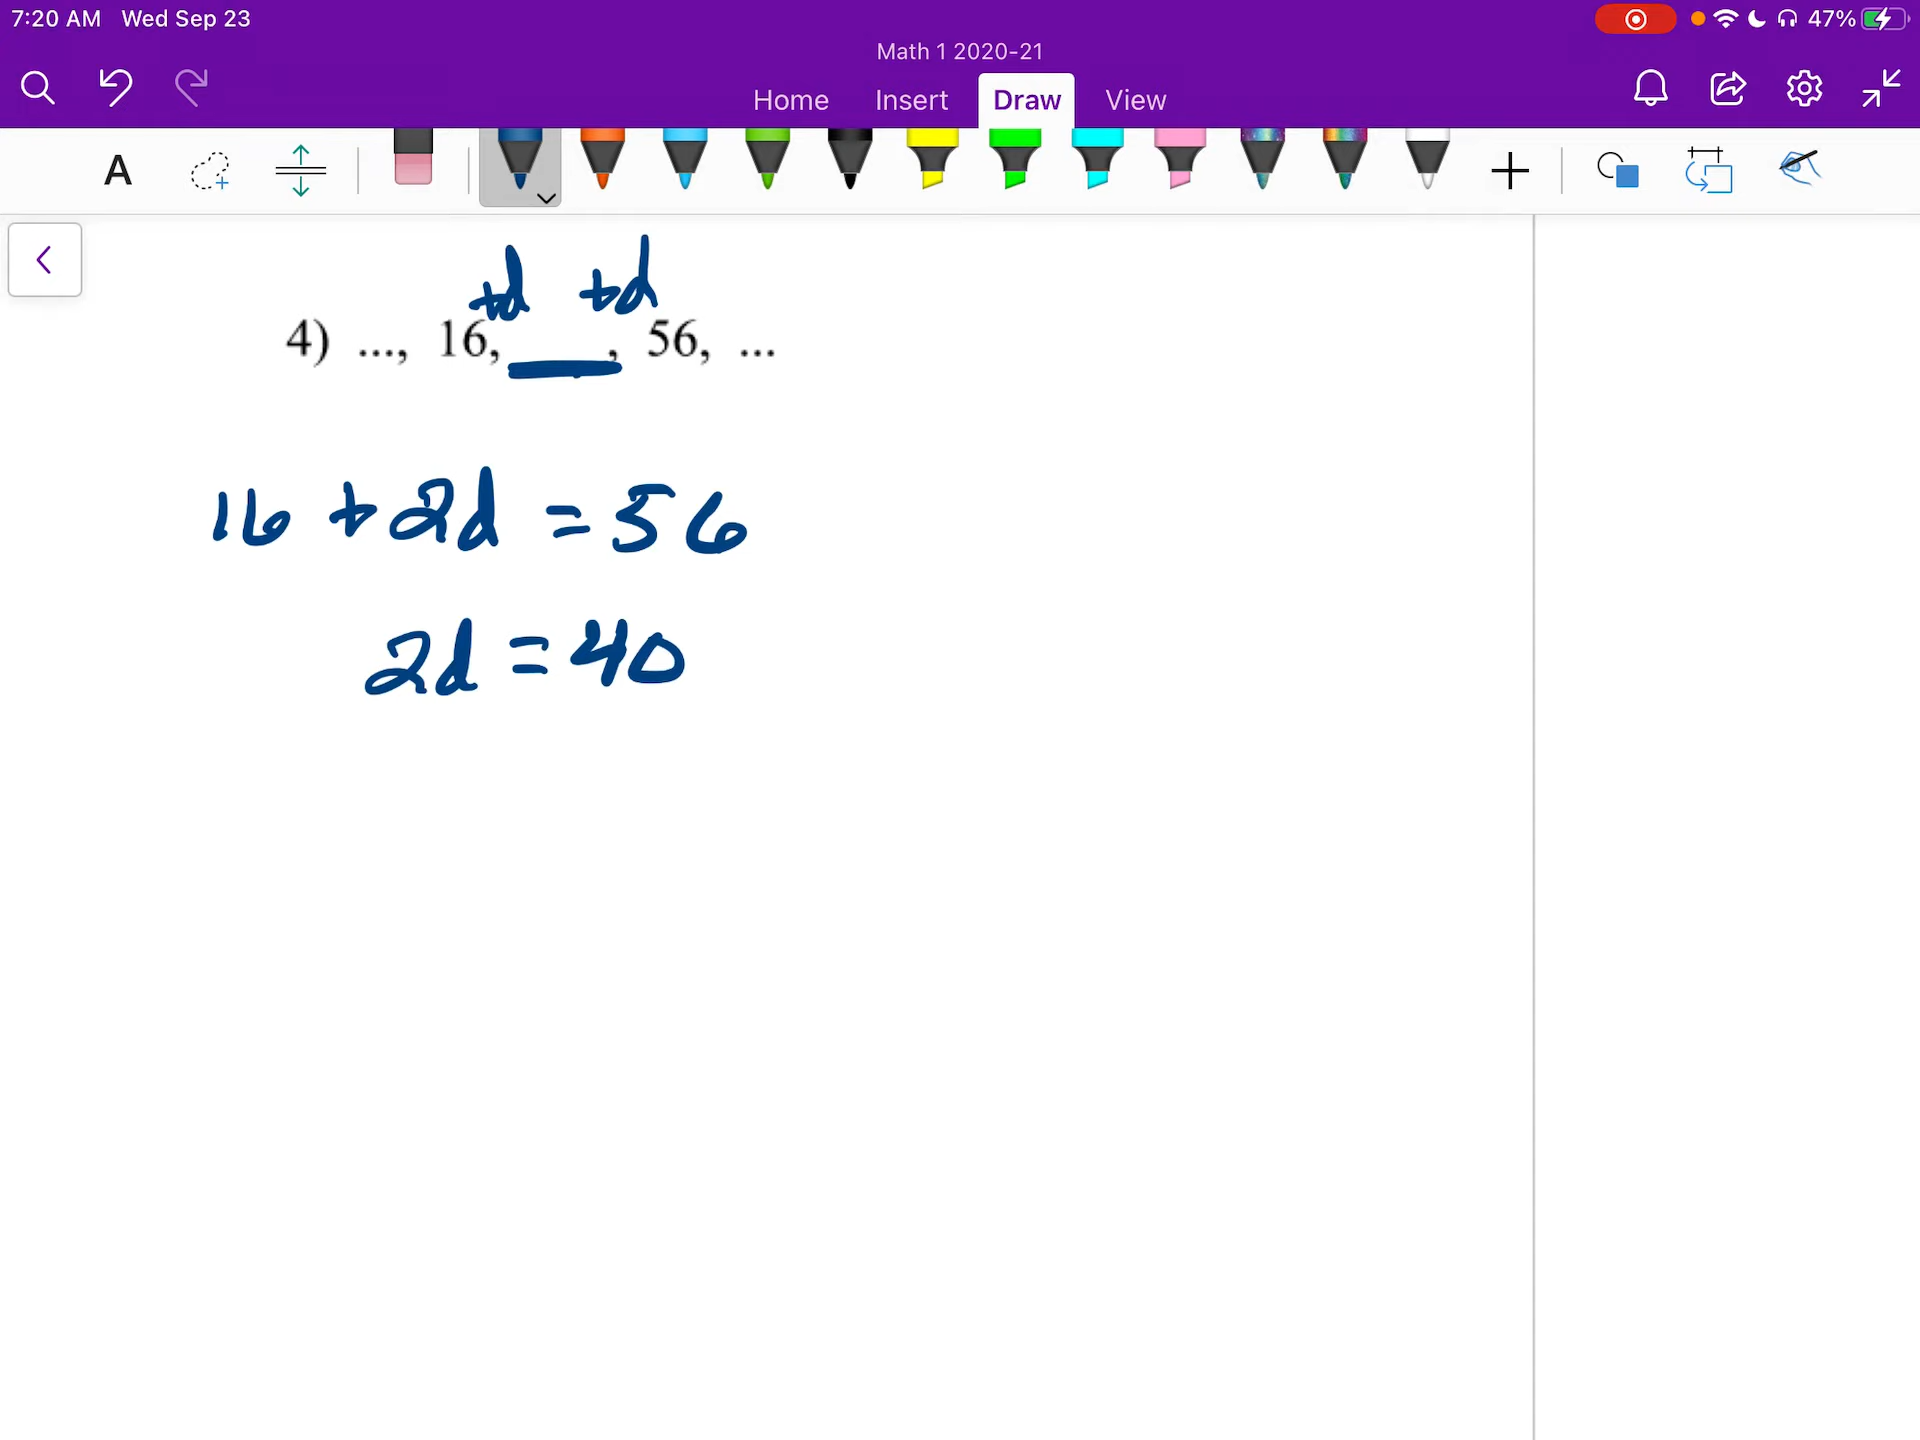 7:20 AM Wed Sep 23
47%
Math 1 2020-21
Home Insert Draw View
A
+d +d
4) ..., 16, ___, 56, ...
16 + 2d = 56
2d = 40